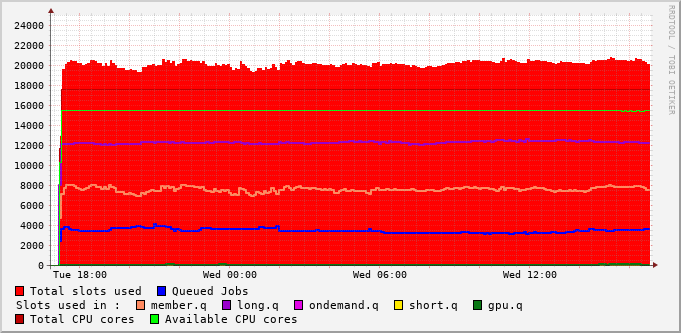 RRDTOOL / TOBI OETIKER
24000
22000
20000
18000
16000
14000
12000
10000
8000
6000
4000
2000
0
Tue 18:00 Wed 00:00 Wed 06:00 Wed 12:00
Total slots used Queued Jobs
Slots used in : member.q long.q ondemand.q short.q gpu.q
Total CPU cores Available CPU cores